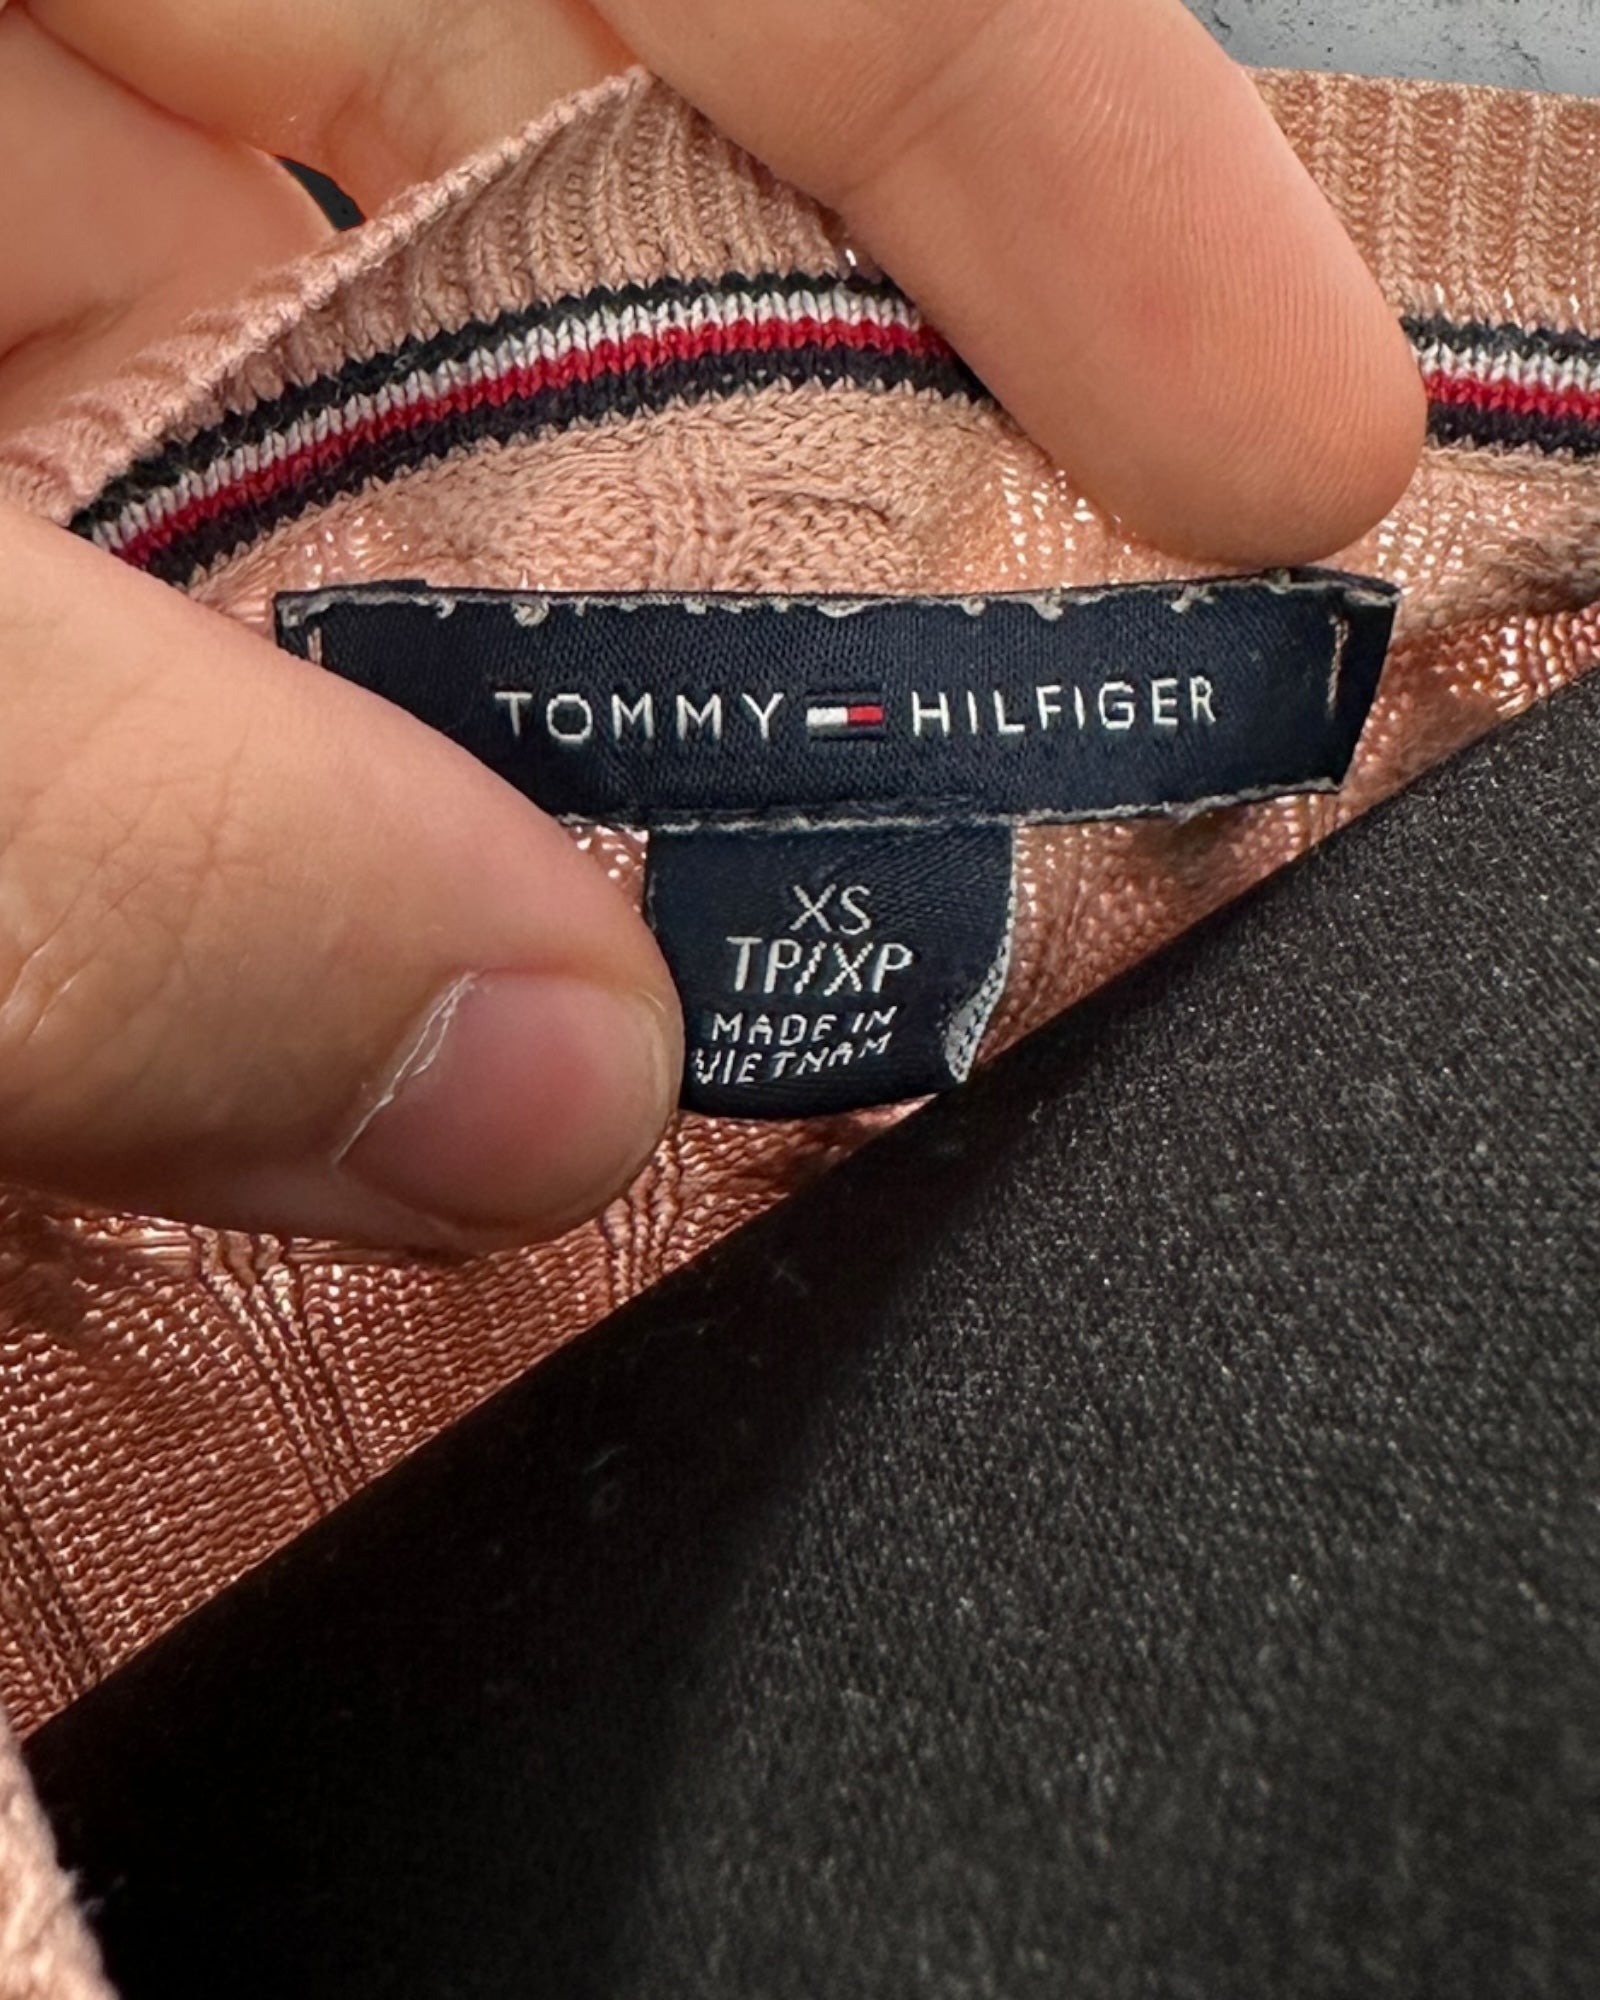 TOMMY HILFIGER
XS
TP/XP
MADE IN
VIETNAM